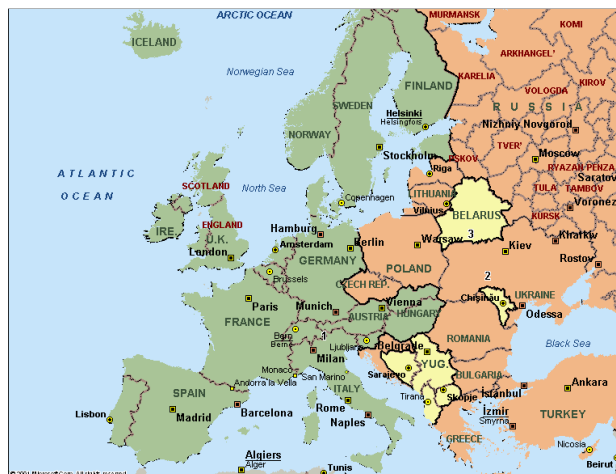 ARCTIC OCEAN
MURMANSK
KOMI
ICELAND
ARKHANGEL'
Norwegian Sea
KARELIA
KIROV
FINLAND
VOLOGDA
SWEDEN
RUSSIA
Helsinki
Helsingfors
Nizhniy Novgorod
NORWAY
TVER'
Stockholm
PSKOV
Moscow
ATLANTIC
OCEAN
Riga
RYAZAN PENZA
Saratov
SCOTLAND
North Sea
Copenhagen
LITHUANIA
TULA
TAMBOV
Vilnius
BELARUS
KURSK
Voronez
IRE.
ENGLAND
U.K.
Hamburg
3
Amsterdam
Berlin
Warsaw
Kiev
Kharkiv
London
GERMANY
POLAND
Rostov
Brussels
2
CZECH REP.
Paris
Munich
Vienna
Chişinău
UKRAINE
FRANCE
AUSTRIA
HUNGARY
Odessa
Bern
Berne
1
Ljubljana
ROMANIA
Milan
Belgrade
Black Sea
YUG.
Monaco
San Marino
Sarajevo
BULGARIA
Andorra la Vella
SPAIN
ITALY
Skopje
İstanbul
Ankara
Lisbon
Madrid
Barcelona
Rome
Tirana
Naples
İzmir
Smyrna
TURKEY
GREECE
Nicosia
Algiers
Alger
Tunis
Beirut